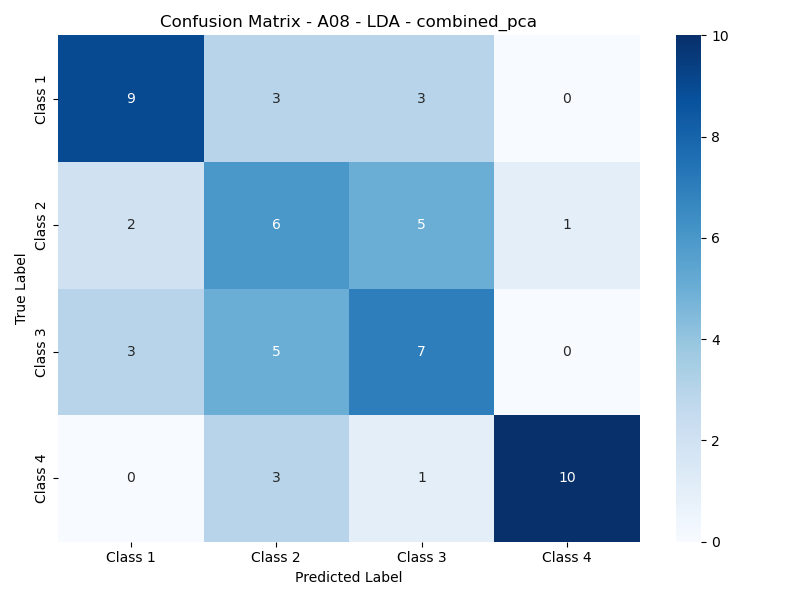 Confusion Matrix - A08 - LDA - combined_pca
True Label
Class 1
9 3 3 0
Class 2
2 6 5 1
Class 3
3 5 7 0
Class 4
0 3 1 10
Class 1 Class 2 Class 3 Class 4
Predicted Label
10
8
6
4
2
0